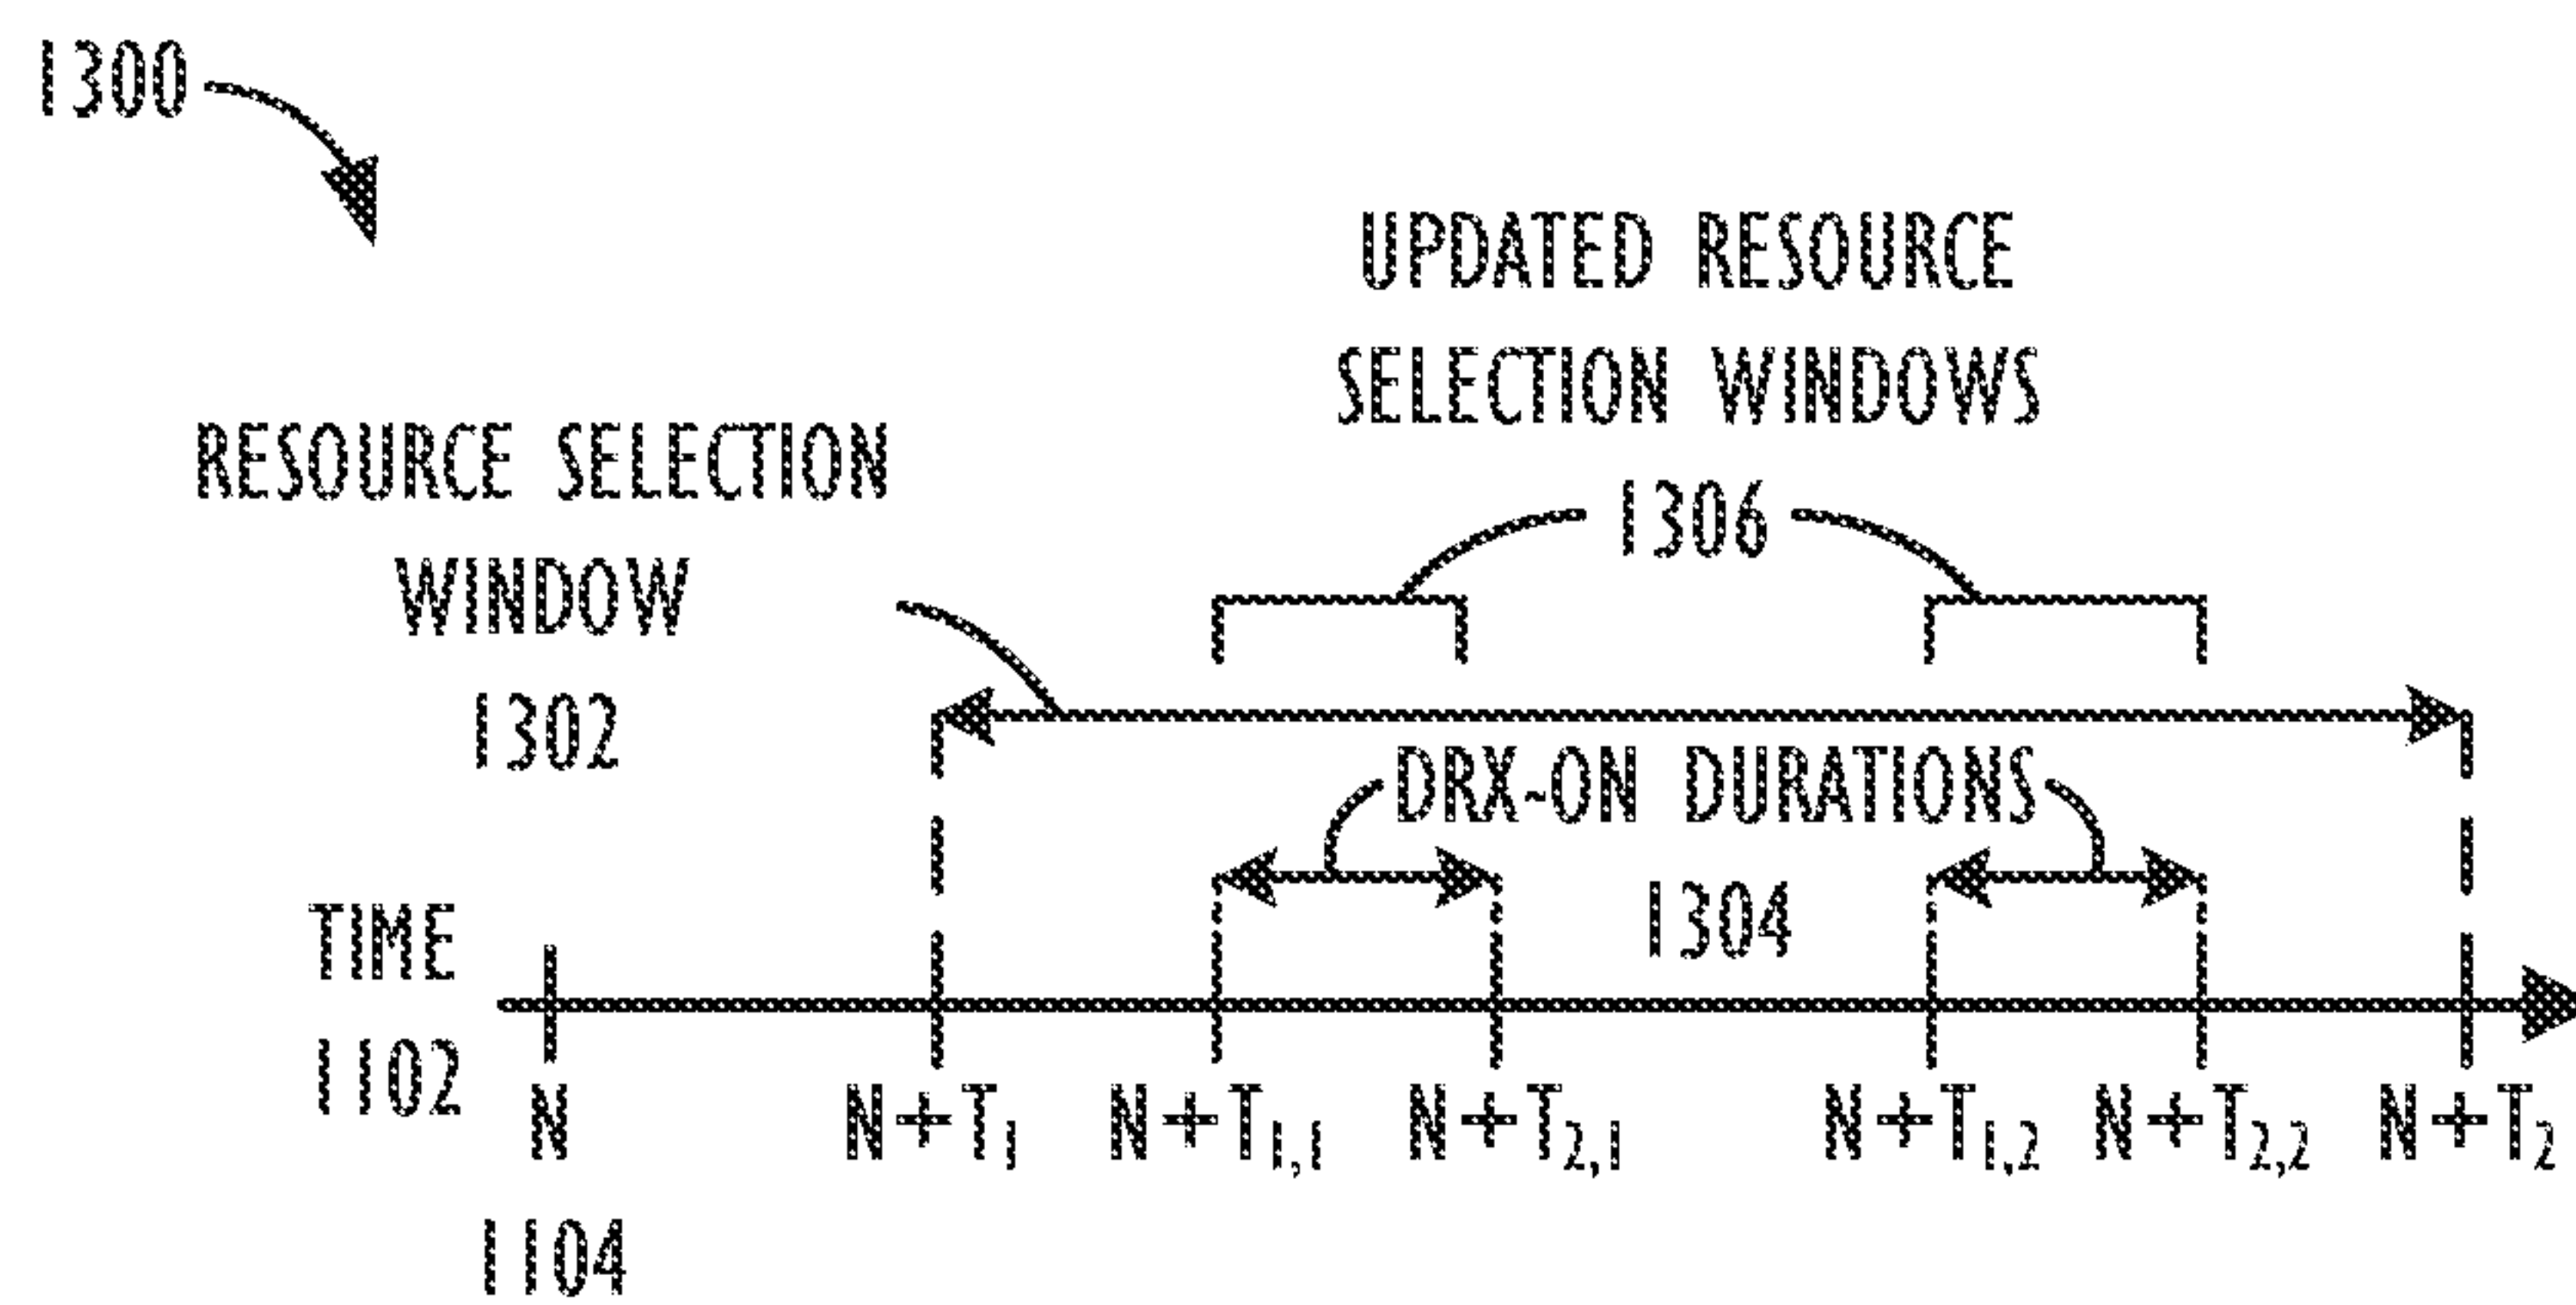 1300
UPDATED RESOURCE
SELECTION WINDOWS
1306
RESOURCE SELECTION
WINDOW
1302
DRX-ON DURATIONS
1304
TIME
1102
N
N+T₁
N+T₁,₁
N+T₂,₁
N+T₁,₂
N+T₂,₂
N+T₂
1104